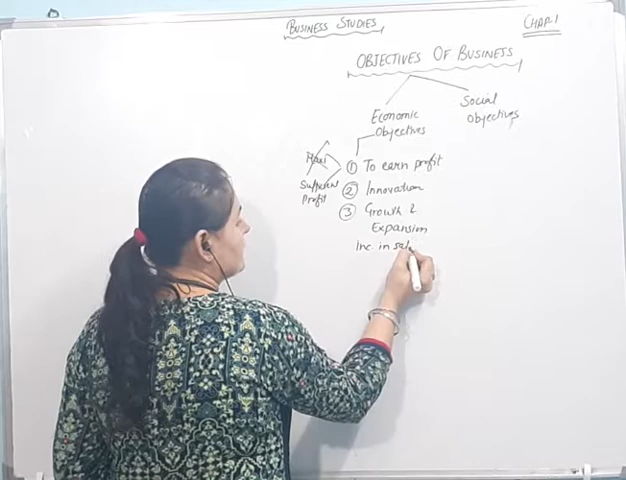 BUSINESS STUDIES
CHAP.1
OBJECTIVES OF BUSINESS
Economic Objectives
Social Objectives
① To earn profit
Sufficient profit
② Innovation
③ Growth &
Expansion
Inc. in sale